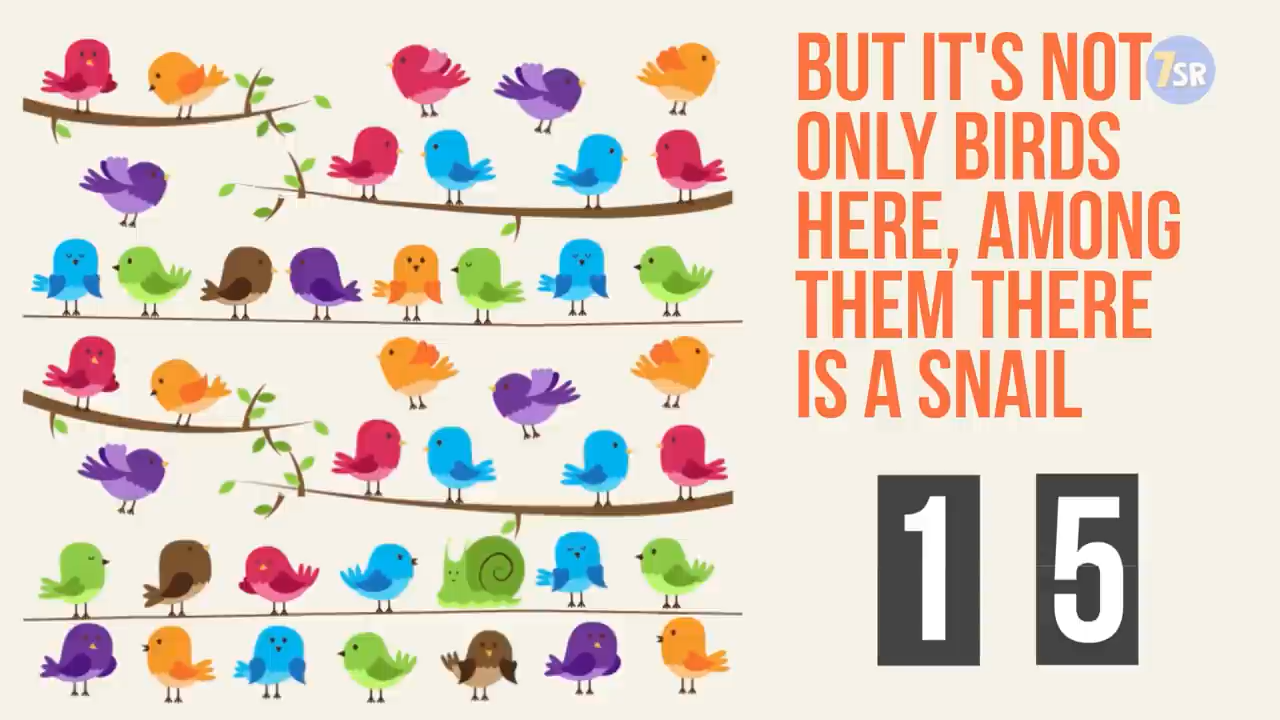 BUT IT'S NOT
7SR
ONLY BIRDS
HERE, AMONG
THEM THERE
IS A SNAIL
1 5